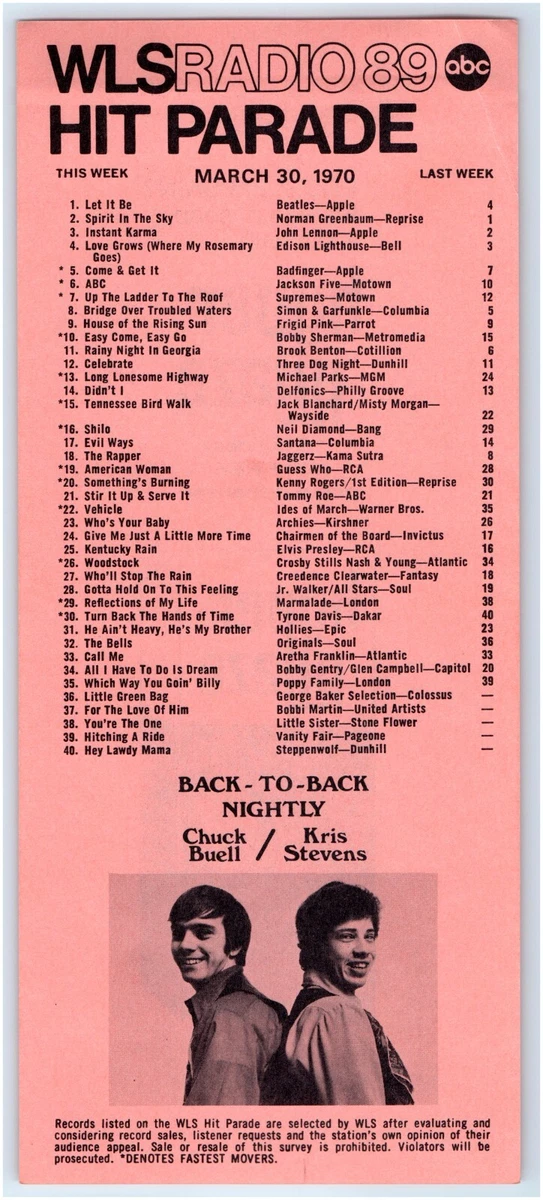 WLS RADIO 89 abc
HIT PARADE
THIS WEEK MARCH 30, 1970 LAST WEEK
1. Let It Be Beatles—Apple 4
2. Spirit In The Sky Norman Greenbaum—Reprise 1
3. Instant Karma John Lennon—Apple 2
4. Love Grows (Where My Rosemary Edison Lighthouse—Bell 3
Goes)
* 5. Come & Get It Badfinger—Apple 7
* 6. ABC Jackson Five—Motown 10
* 7. Up The Ladder To The Roof Supremes—Motown 12
8. Bridge Over Troubled Waters Simon & Garfunkle—Columbia 5
9. House of the Rising Sun Frigid Pink—Parrot 9
*10. Easy Come, Easy Go Bobby Sherman—Metromedia 15
11. Rainy Night In Georgia Brook Benton—Cotillion 6
12. Celebrate Three Dog Night—Dunhill 11
*13. Long Lonesome Highway Michael Parks—MGM 24
14. Didn't I Delfonics—Philly Groove 13
*15. Tennessee Bird Walk Jack Blanchard/Misty Morgan—
Wayside 22
*16. Shilo Neil Diamond—Bang 29
17. Evil Ways Santana—Columbia 14
18. The Rapper Jaggerz—Kama Sutra 8
*19. American Woman Guess Who—RCA 28
*20. Something's Burning Kenny Rogers/1st Edition—Reprise 30
21. Stir It Up & Serve It Tommy Roe—ABC 21
*22. Vehicle Ides of March—Warner Bros. 35
23. Who's Your Baby Archies—Kirshner 26
24. Give Me Just A Little More Time Chairmen of the Board—Invictus 17
25. Kentucky Rain Elvis Presley—RCA 16
*26. Woodstock Crosby Stills Nash & Young—Atlantic 34
27. Who'll Stop The Rain Creedence Clearwater—Fantasy 18
28. Gotta Hold On To This Feeling Jr. Walker/All Stars—Soul 19
*29. Reflections of My Life Marmalade—London 38
*30. Turn Back The Hands of Time Tyrone Davis—Dakar 40
31. He Ain't Heavy, He's My Brother Hollies—Epic 23
32. The Bells Originals—Soul 36
33. Call Me Aretha Franklin—Atlantic 33
34. All I Have To Do Is Dream Bobby Gentry/Glen Campbell—Capitol 20
35. Which Way You Goin' Billy Poppy Family—London 39
36. Little Green Bag George Baker Selection—Colossus —
37. For The Love Of Him Bobbi Martin—United Artists —
38. You're The One Little Sister—Stone Flower —
39. Hitching A Ride Vanity Fair—Pageone —
40. Hey Lawdy Mama Steppenwolf—Dunhill —
BACK-TO-BACK
NIGHTLY
Chuck Buell / Kris Stevens
Records listed on the WLS Hit Parade are selected by WLS after evaluating and
considering record sales, listener requests and the station's own opinion of their
audience appeal. Sale or resale of this survey is prohibited. Violators will be
prosecuted. *DENOTES FASTEST MOVERS.